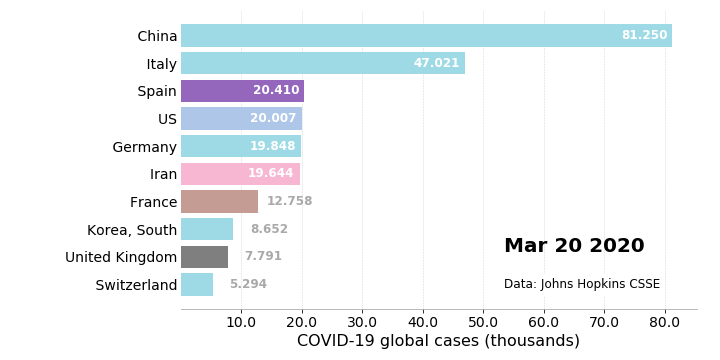 China 81.250
Italy 47.021
Spain 20.410
US 20.007
Germany 19.848
Iran 19.644
France 12.758
Korea, South 8.652
United Kingdom 7.791
Switzerland 5.294
Mar 20 2020
Data: Johns Hopkins CSSE
10.0 20.0 30.0 40.0 50.0 60.0 70.0 80.0
COVID-19 global cases (thousands)